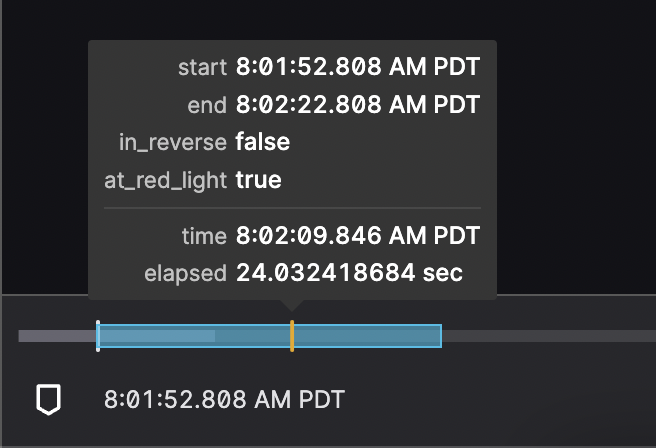 start 8:01:52.808 AM PDT
end 8:02:22.808 AM PDT
in_reverse false
at_red_light true
time 8:02:09.846 AM PDT
elapsed 24.032418684 sec
8:01:52.808 AM PDT